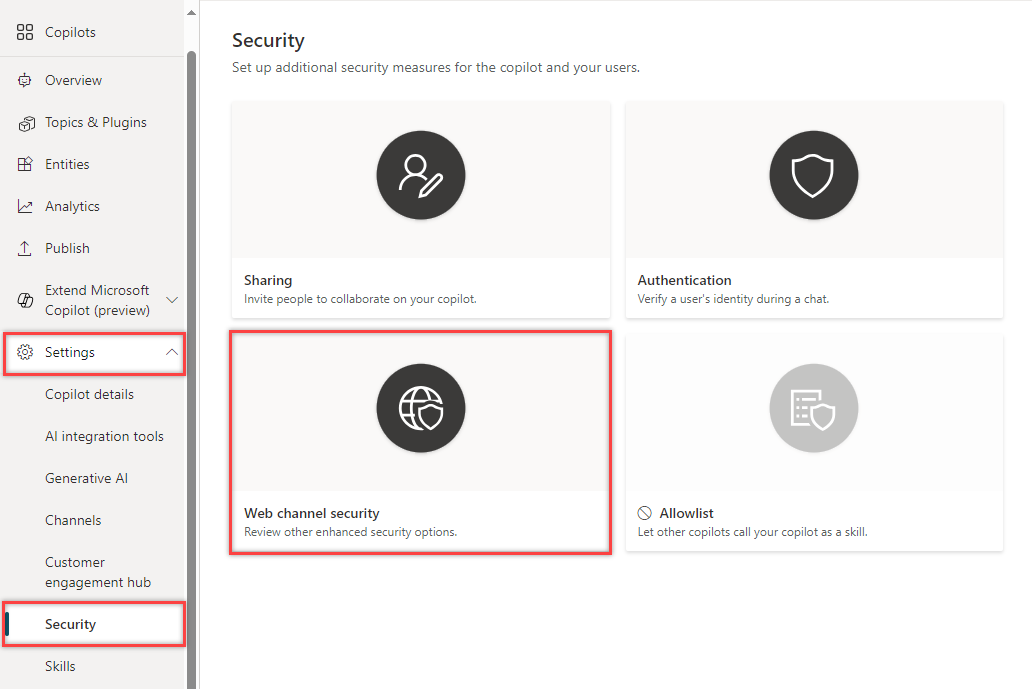 Copilots
Overview
Topics & Plugins
Entities
Analytics
Publish
Extend Microsoft
Copilot (preview)
Settings
Copilot details
AI integration tools
Generative AI
Channels
Customer
engagement hub
Security
Skills
Security
Set up additional security measures for the copilot and your users.
Sharing
Invite people to collaborate on your copilot.
Authentication
Verify a user's identity during a chat.
Web channel security
Review other enhanced security options.
Allowlist
Let other copilots call your copilot as a skill.